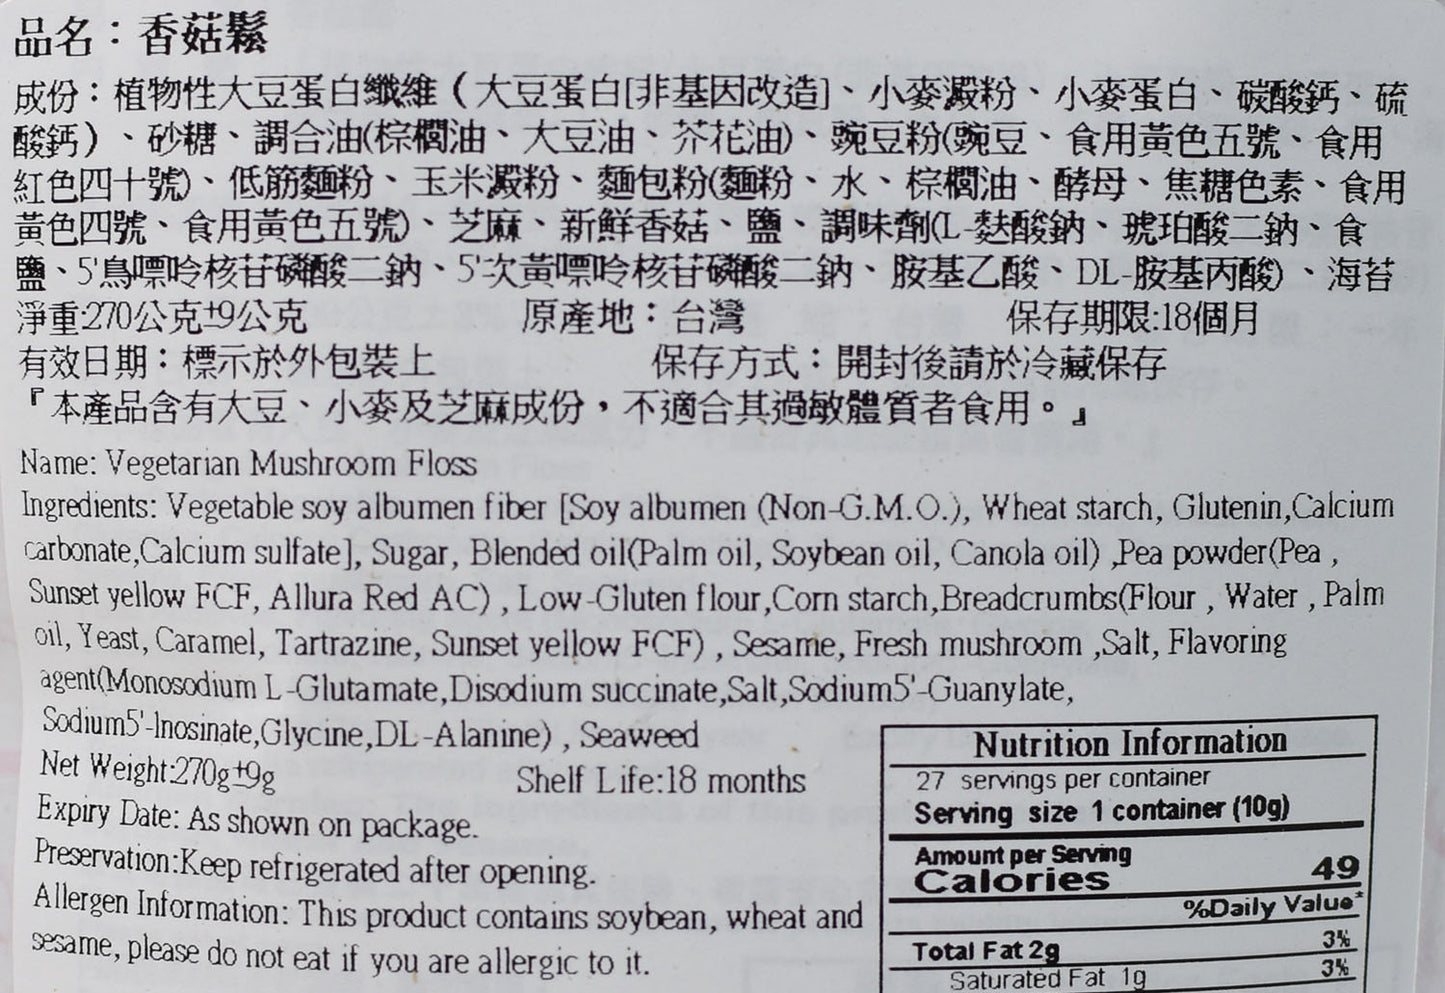 品名：香菇鬆
成份：植物性大豆蛋白纖維（大豆蛋白[非基因改造]、小麥澱粉、小麥蛋白、碳酸鈣、硫
酸鈣）、砂糖、調合油(棕櫚油、大豆油、芥花油)、豌豆粉(豌豆、食用黃色五號、食用
紅色四十號)、低筋麵粉、玉米澱粉、麵包粉(麵粉、水、棕櫚油、酵母、焦糖色素、食用
黃色四號、食用黃色五號)、芝麻、新鮮香菇、鹽、調味劑(L-麩酸鈉、琥珀酸二鈉、食
鹽、5'鳥嘌呤核苷磷酸二鈉、5'次黃嘌呤核苷磷酸二鈉、胺基乙酸、DL-胺基丙酸)、海苔
淨重:270公克±9公克 原產地：台灣 保存期限:18個月
有效日期：標示於外包裝上 保存方式：開封後請於冷藏保存
『本產品含有大豆、小麥及芝麻成份，不適合其過敏體質者食用。』
Name: Vegetarian Mushroom Floss
Ingredients: Vegetable soy albumen fiber [Soy albumen (Non-G.M.O.), Wheat starch, Glutenin,Calcium
carbonate,Calcium sulfate], Sugar, Blended oil(Palm oil, Soybean oil, Canola oil) ,Pea powder(Pea ,
Sunset yellow FCF, Allura Red AC) , Low-Gluten flour,Corn starch,Breadcrumbs(Flour , Water , Palm
oil, Yeast, Caramel, Tartrazine, Sunset yellow FCF) , Sesame, Fresh mushroom ,Salt, Flavoring
agent(Monosodium L-Glutamate,Disodium succinate,Salt,Sodium5'-Guanylate,
Sodium5'-Inosinate,Glycine,DL-Alanine) , Seaweed
Net Weight:270g±9g Shelf Life:18 months
Expiry Date: As shown on package.
Preservation:Keep refrigerated after opening.
Allergen Information: This product contains soybean, wheat and
sesame, please do not eat if you are allergic to it.
Nutrition Information
27 servings per container
Serving size 1 container (10g)
Amount per Serving
Calories 49
%Daily Value*
Total Fat 2g 3%
Saturated Fat 1g 3%